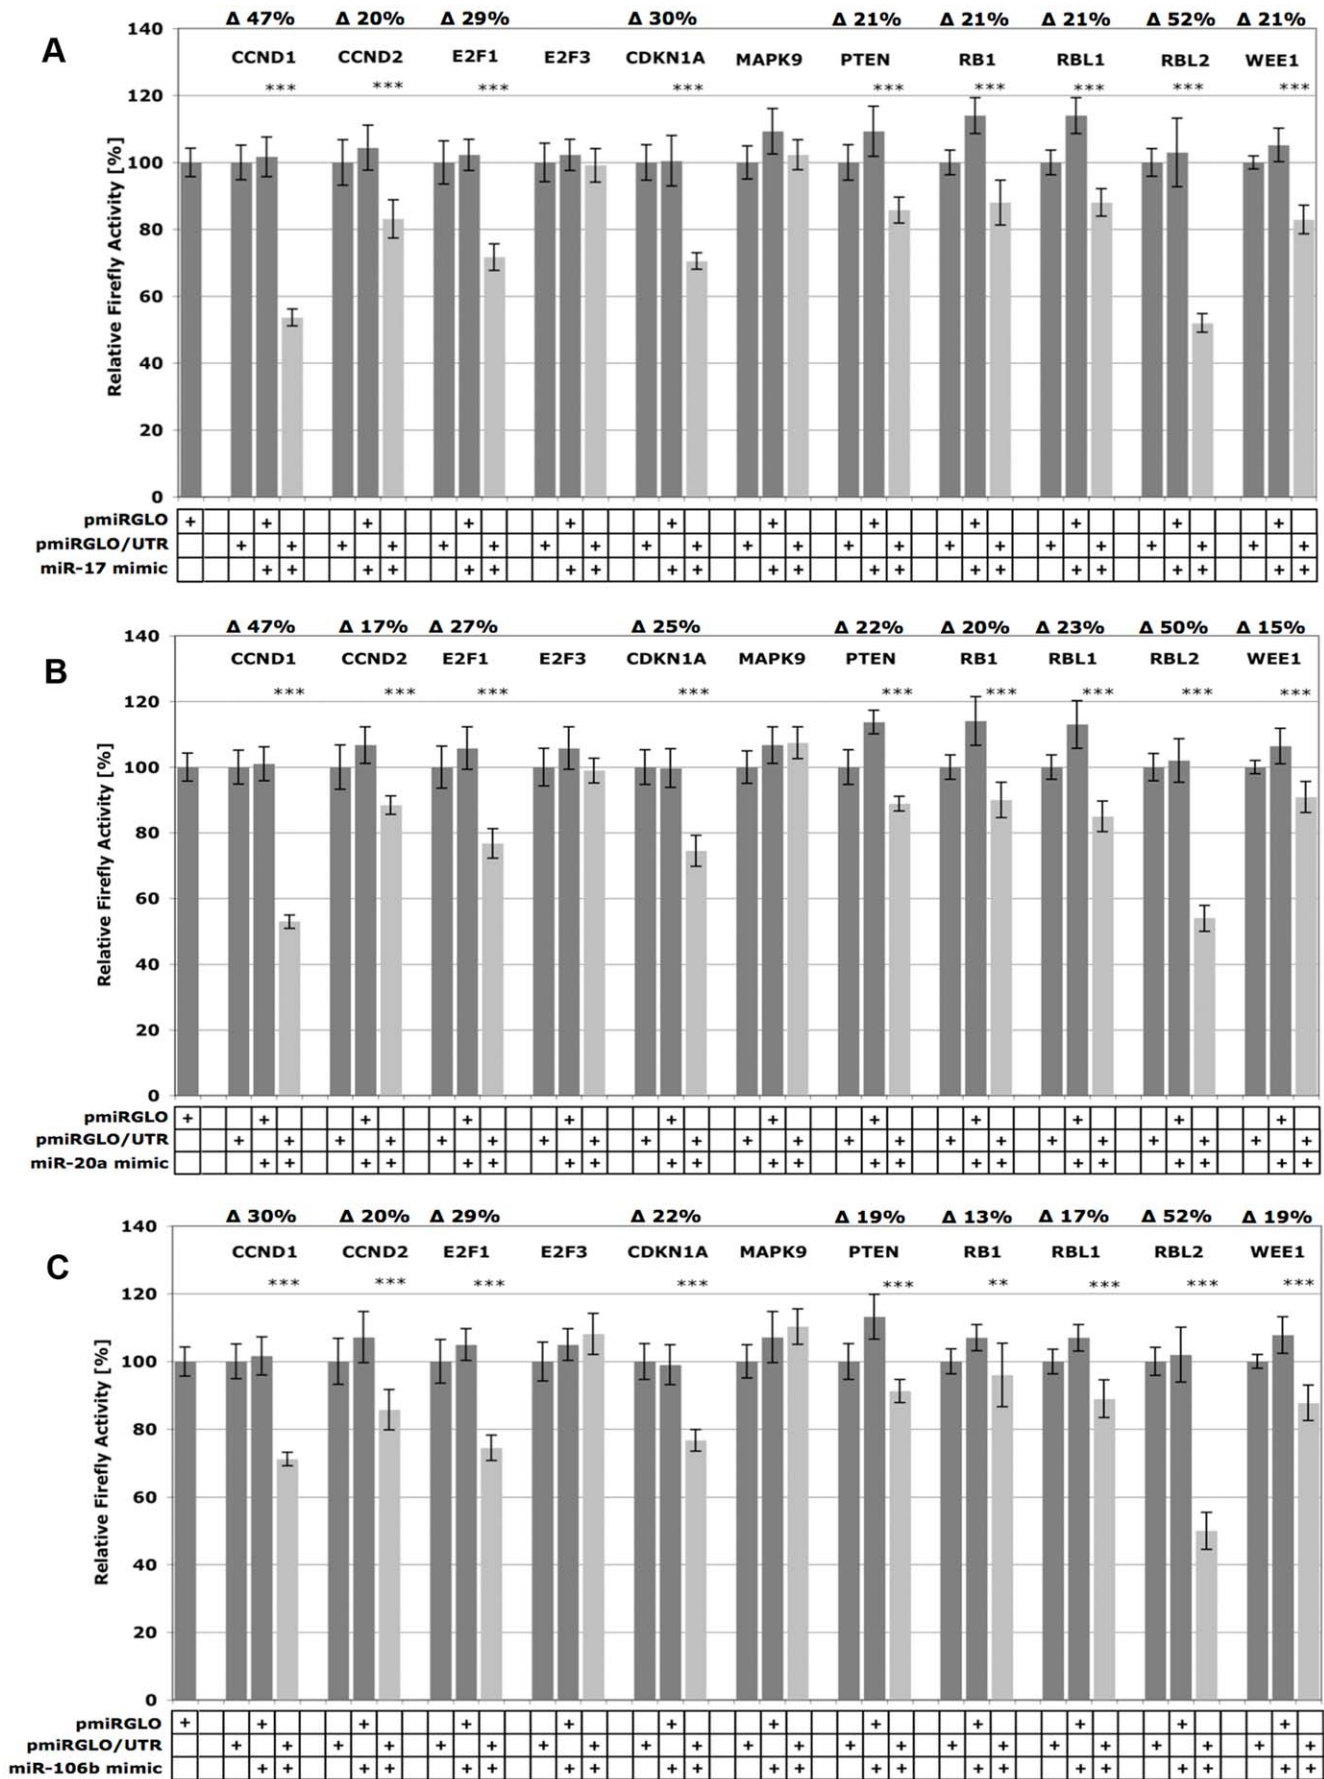 A
Δ 47% Δ 20% Δ 29% Δ 30% Δ 21% Δ 21% Δ 21% Δ 52% Δ 21%
CCND1 CCND2 E2F1 E2F3 CDKN1A MAPK9 PTEN RB1 RBL1 RBL2 WEE1
*** *** *** *** *** *** *** *** ***
Relative Firefly Activity [%]
140
120
100
80
60
40
20
0
pmiRGLO + + + + + + + + + + + +
pmiRGLO/UTR + + + + + + + + + + + + + + + + + + + + + +
miR-17 mimic + + + + + + + + + + + + + + + + + + + + + +
B
Δ 47% Δ 17% Δ 27% Δ 25% Δ 22% Δ 20% Δ 23% Δ 50% Δ 15%
CCND1 CCND2 E2F1 E2F3 CDKN1A MAPK9 PTEN RB1 RBL1 RBL2 WEE1
*** *** *** *** *** *** *** *** ***
Relative Firefly Activity [%]
140
120
100
80
60
40
20
0
pmiRGLO + + + + + + + + + + + +
pmiRGLO/UTR + + + + + + + + + + + + + + + + + + + + + +
miR-20a mimic + + + + + + + + + + + + + + + + + + + + + +
C
Δ 30% Δ 20% Δ 29% Δ 22% Δ 19% Δ 13% Δ 17% Δ 52% Δ 19%
CCND1 CCND2 E2F1 E2F3 CDKN1A MAPK9 PTEN RB1 RBL1 RBL2 WEE1
*** *** *** *** *** ** *** *** ***
Relative Firefly Activity [%]
140
120
100
80
60
40
20
0
pmiRGLO + + + + + + + + + + + +
pmiRGLO/UTR + + + + + + + + + + + + + + + + + + + + + +
miR-106b mimic + + + + + + + + + + + + + + + + + + + + + +